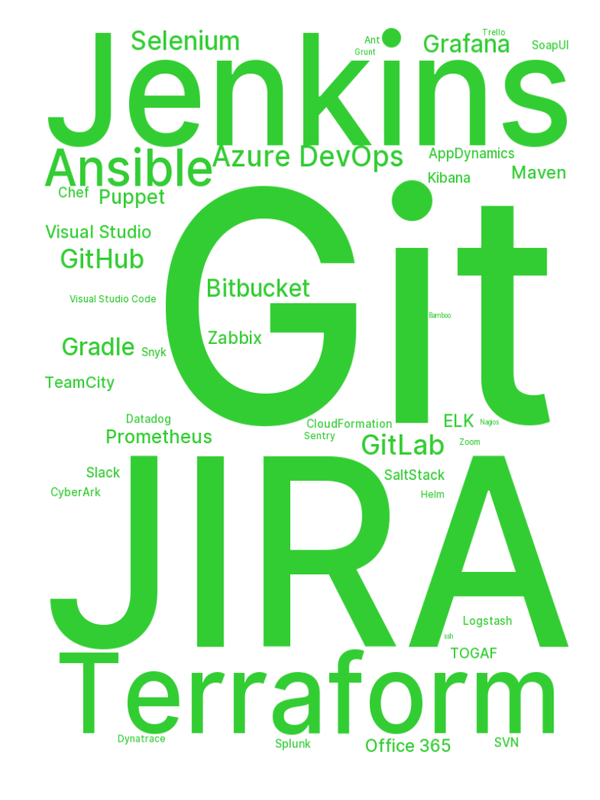 Jenkins
Selenium
Ant
Grunt
Trello
Grafana
SoapUI
Ansible
Azure DevOps
AppDynamics
Kibana
Maven
Chef
Puppet
Git
Visual Studio
GitHub
Bitbucket
Visual Studio Code
Bamboo
Zabbix
Gradle
Snyk
TeamCity
Datadog
CloudFormation
ELK
Nagios
Prometheus
Sentry
GitLab
Zoom
JIRA
Slack
SaltStack
CyberArk
Helm
Logstash
ssh
TOGAF
Terraform
Dynatrace
Splunk
Office 365
SVN